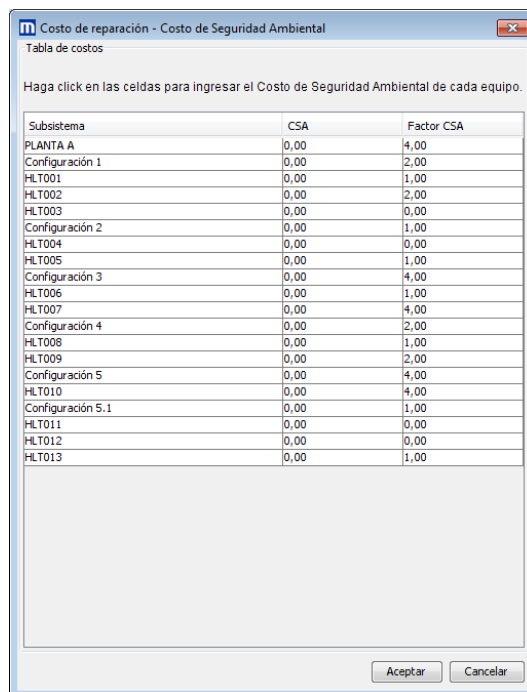 m Costo de reparación - Costo de Seguridad Ambiental
Tabla de costos
Haga click en las celdas para ingresar el Costo de Seguridad Ambiental de cada equipo.
Subsistema CSA Factor CSA
PLANTA A 0,00 4,00
Configuración 1 0,00 2,00
HLT001 0,00 1,00
HLT002 0,00 2,00
HLT003 0,00 0,00
Configuración 2 0,00 1,00
HLT004 0,00 0,00
HLT005 0,00 1,00
Configuración 3 0,00 4,00
HLT006 0,00 1,00
HLT007 0,00 4,00
Configuración 4 0,00 2,00
HLT008 0,00 1,00
HLT009 0,00 2,00
Configuración 5 0,00 4,00
HLT010 0,00 4,00
Configuración 5.1 0,00 1,00
HLT011 0,00 0,00
HLT012 0,00 0,00
HLT013 0,00 1,00
Aceptar Cancelar